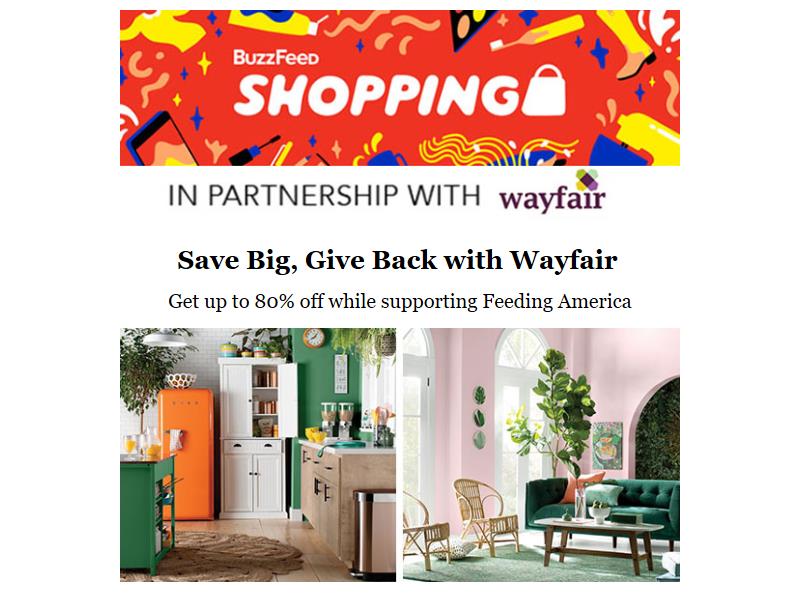 BuzzFeed
SHOPPING
IN PARTNERSHIP WITH wayfair
Save Big, Give Back with Wayfair
Get up to 80% off while supporting Feeding America